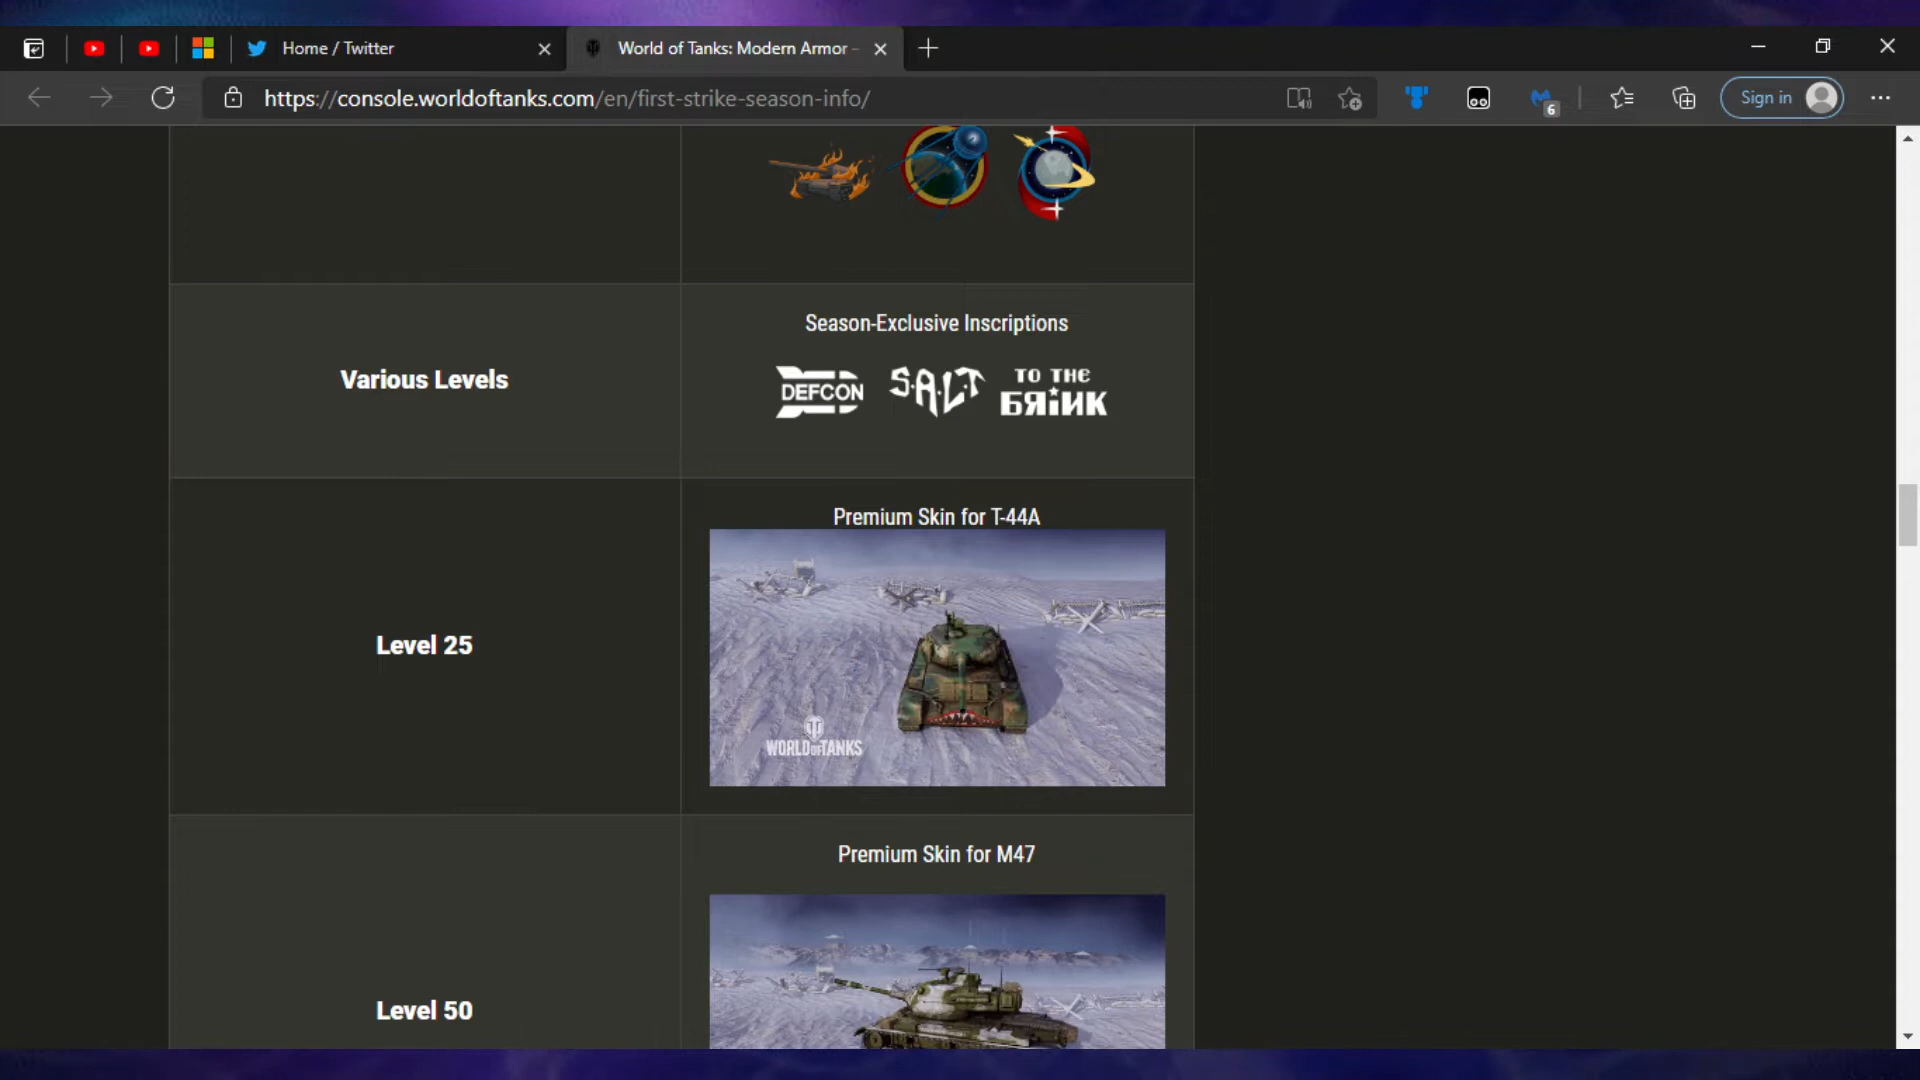 Home / Twitter
World of Tanks: Modern Armor -
https://console.worldoftanks.com/en/first-strike-season-info/
6
Sign in
Season-Exclusive Inscriptions
Various Levels
DEFCON
S.A.L.T
TO THE
БЯiИК
Premium Skin for T-44A
Level 25
WORLD OF TANKS
Premium Skin for M47
Level 50